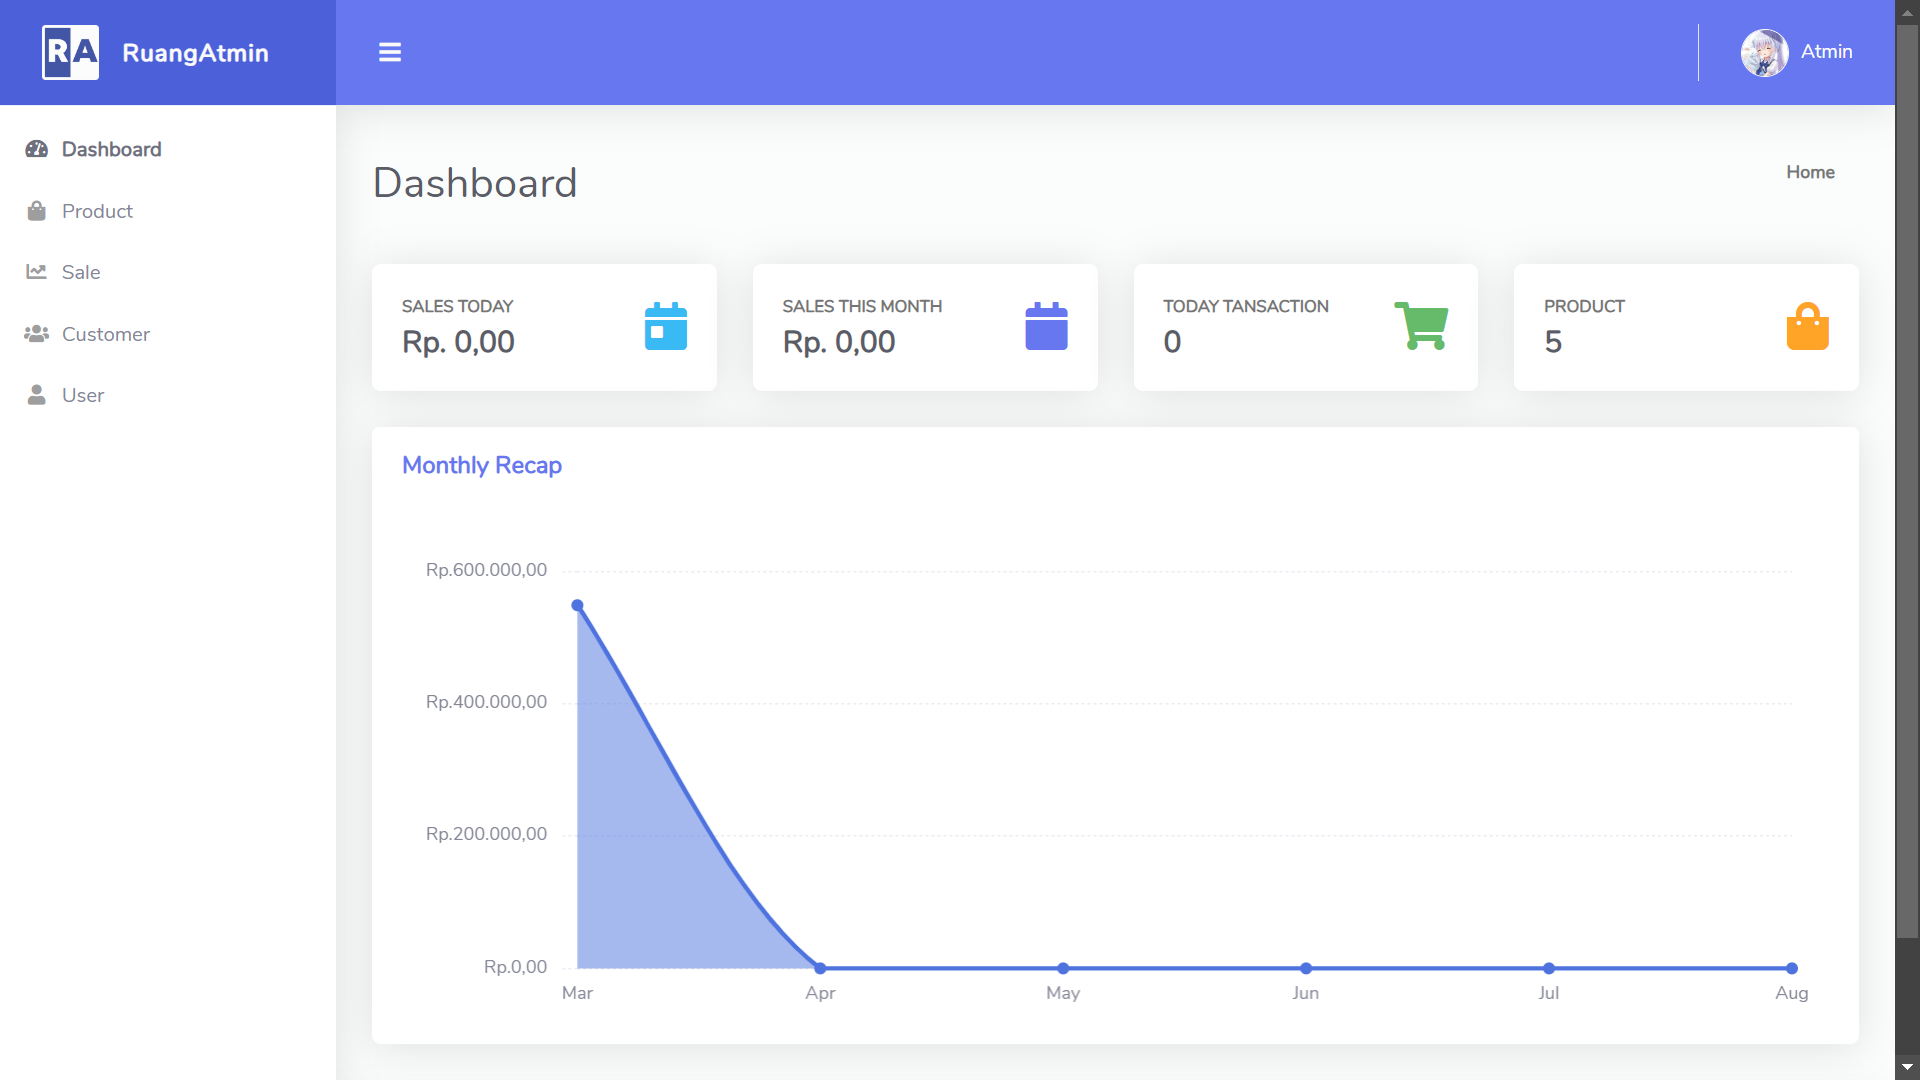 RA RuangAtmin
Atmin
Dashboard
Product
Sale
Customer
User
Dashboard
Home
SALES TODAY
Rp. 0,00
SALES THIS MONTH
Rp. 0,00
TODAY TANSACTION
0
PRODUCT
5
Monthly Recap
Rp.600.000,00
Rp.400.000,00
Rp.200.000,00
Rp.0,00
Mar Apr May Jun Jul Aug